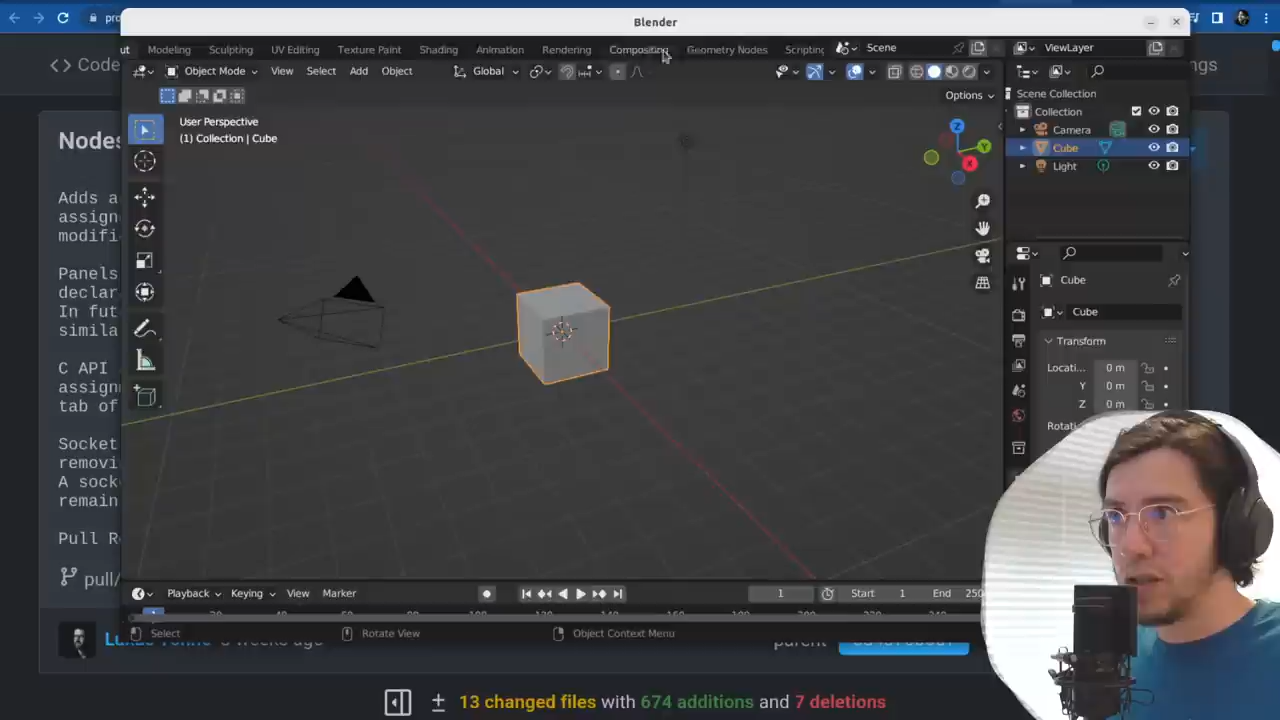 pro
Blender
ut Modeling Sculpting UV Editing Texture Paint Shading Animation Rendering Compositing Geometry Nodes Scripting Scene ViewLayer
Code
ngs
Object Mode View Select Add Object Global
Options
User Perspective
(1) Collection | Cube
Scene Collection
Collection
Camera
Cube
Light
Nodes
Adds a
assign
modifi
Panels
declar
In fut
simila
C API
assign
tab of
Socket
removi
A sock
remain
Pull R
pull/
Cube
Cube
Transform
Locati... 0 m
Y 0 m
Z 0 m
Rotati
Playback Keying View Marker 1 Start 1 End 250
Select Rotate View Object Context Menu
parent
13 changed files with 674 additions and 7 deletions